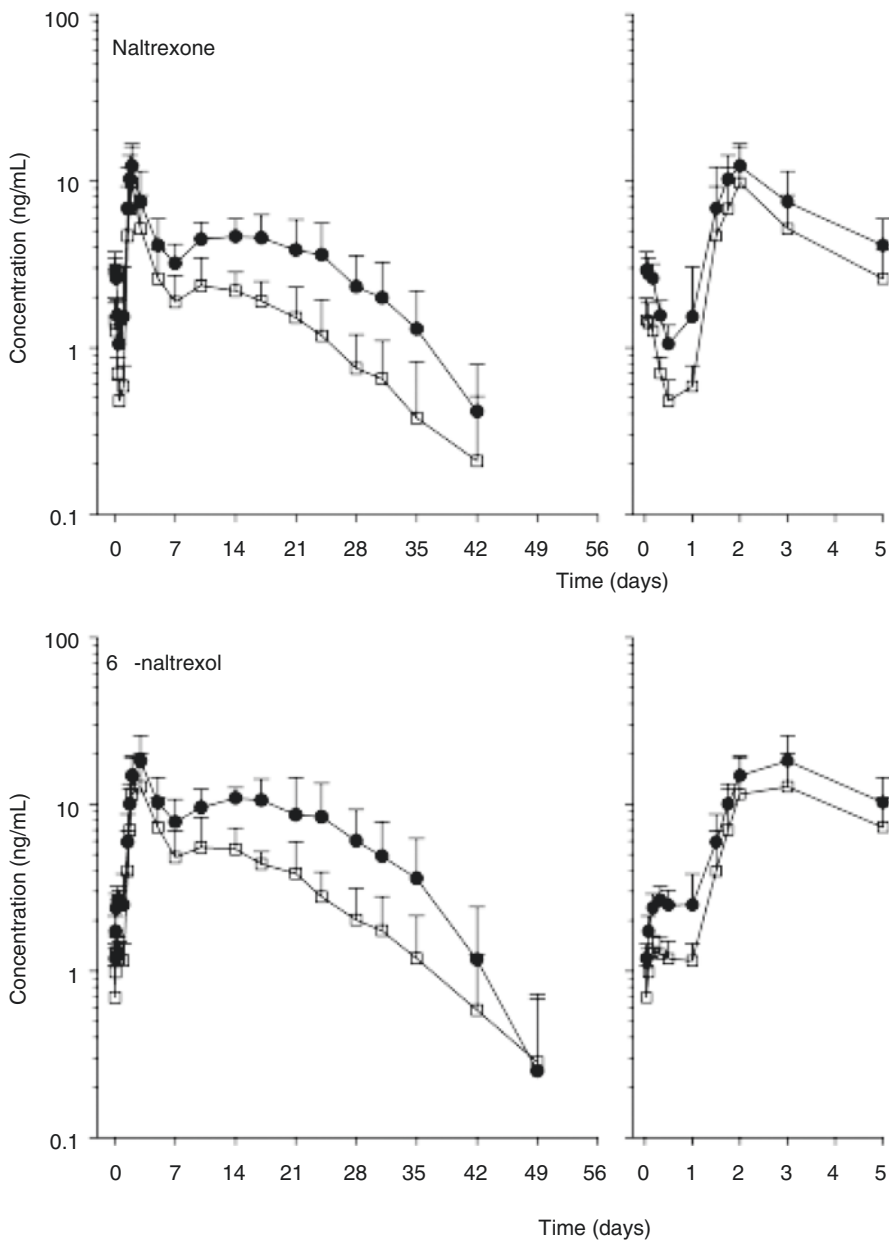 Naltrexone
Concentration (ng/mL)
100
10
1
0.1
0 7 14 21 28 35 42 49 56
0 1 2 3 4 5
Time (days)
6 -naltrexol
Concentration (ng/mL)
100
10
1
0.1
0 7 14 21 28 35 42 49 56
0 1 2 3 4 5
Time (days)